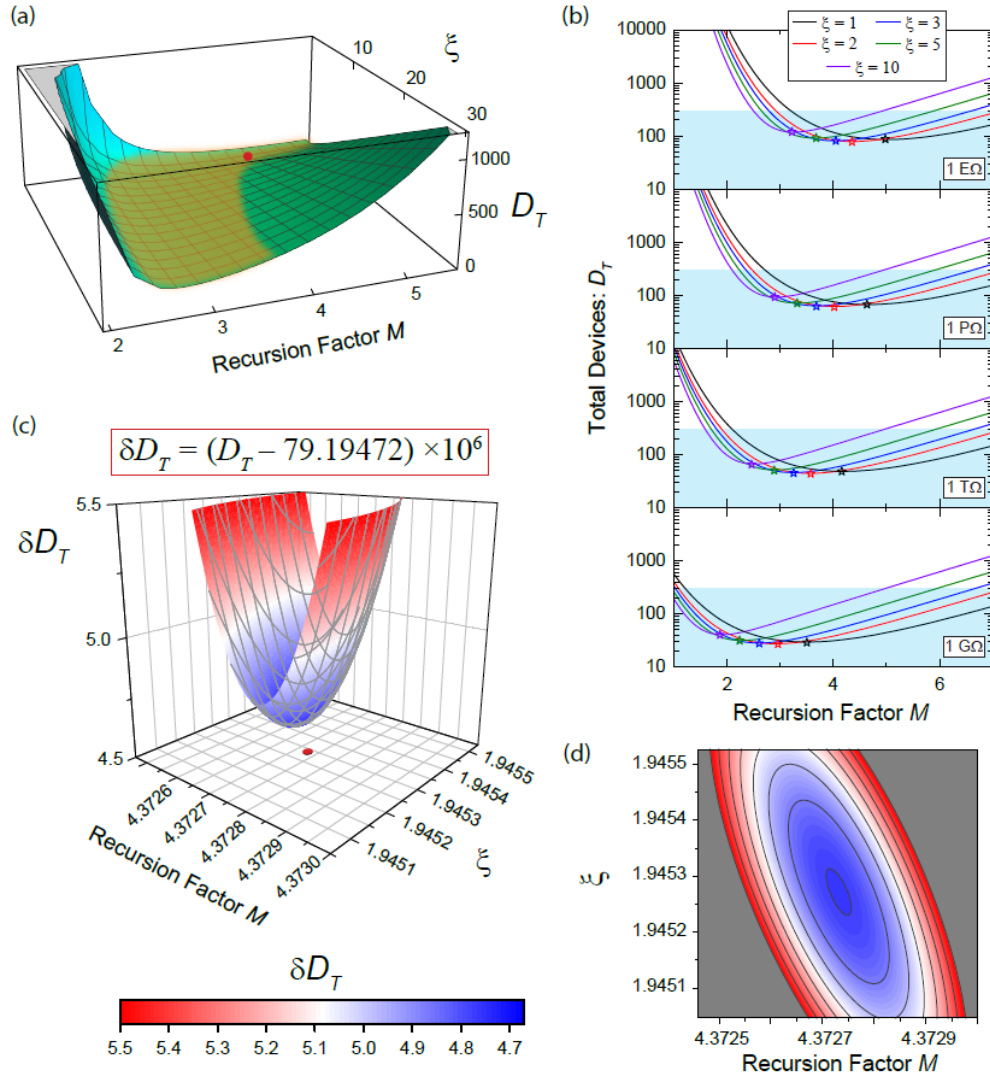 (a)
ξ
10
20
30
1000
500
0
D_T
2
3
4
5
Recursion Factor M
(b)
ξ = 1
ξ = 3
ξ = 2
ξ = 5
ξ = 10
10000
1000
100
10
1 EΩ
1000
100
10
1 PΩ
1000
100
10
1 TΩ
1000
100
10
1 GΩ
Total Devices: D_T
2
4
6
Recursion Factor M
(c)
δD_T = (D_T – 79.19472) ×10⁶
5.5
δD_T
5.0
4.5
4.3726
4.3727
4.3728
4.3729
4.3730
Recursion Factor M
1.9455
1.9454
1.9453
1.9452
1.9451
ξ
δD_T
5.5 5.4 5.3 5.2 5.1 5.0 4.9 4.8 4.7
(d)
1.9455
1.9454
1.9453
1.9452
1.9451
ξ
4.3725 4.3727 4.3729
Recursion Factor M